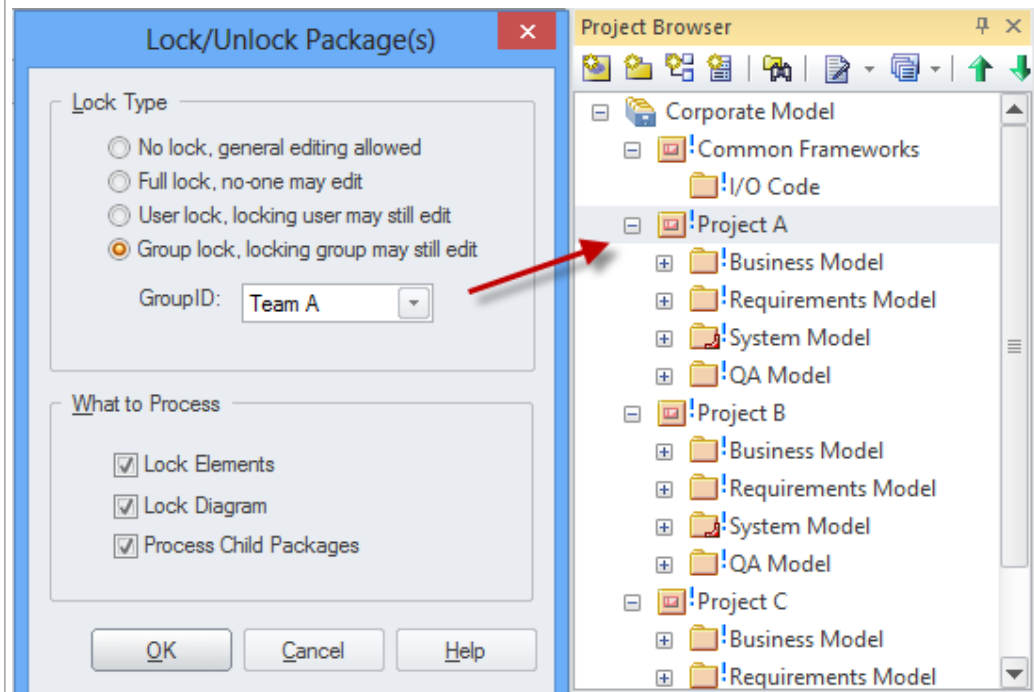 Lock/Unlock Package(s)
Lock Type
No lock, general editing allowed
Full lock, no-one may edit
User lock, locking user may still edit
Group lock, locking group may still edit
GroupID: Team A
What to Process
Lock Elements
Lock Diagram
Process Child Packages
OK Cancel Help
Project Browser
Corporate Model
Common Frameworks
I/O Code
Project A
Business Model
Requirements Model
System Model
QA Model
Project B
Business Model
Requirements Model
System Model
QA Model
Project C
Business Model
Requirements Model